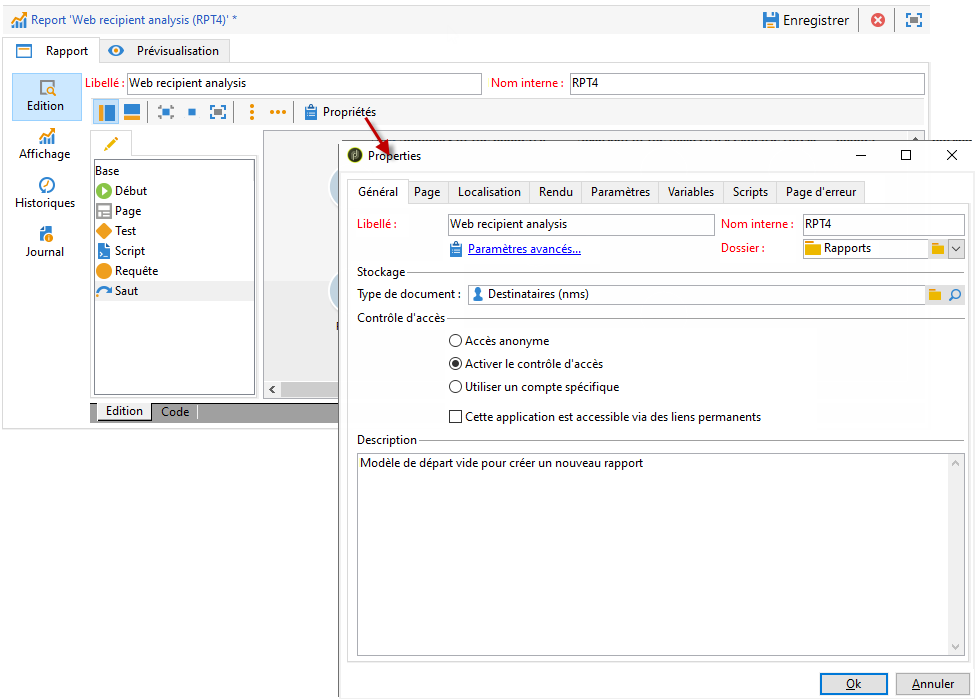 Report 'Web recipient analysis (RPT4)' * Enregistrer
Rapport Prévisualisation
Edition
Affichage
Historiques
Journal
Libellé : Web recipient analysis Nom interne : RPT4
Propriétés
Base
Début
Page
Test
Script
Requête
Saut
Edition Code
Properties
Général Page Localisation Rendu Paramètres Variables Scripts Page d'erreur
Libellé : Web recipient analysis Nom interne : RPT4
Paramètres avancés... Dossier : Rapports
Stockage
Type de document : Destinataires (nms)
Contrôle d'accès
Accès anonyme
Activer le contrôle d'accès
Utiliser un compte spécifique
Cette application est accessible via des liens permanents
Description
Modèle de départ vide pour créer un nouveau rapport
Ok Annuler